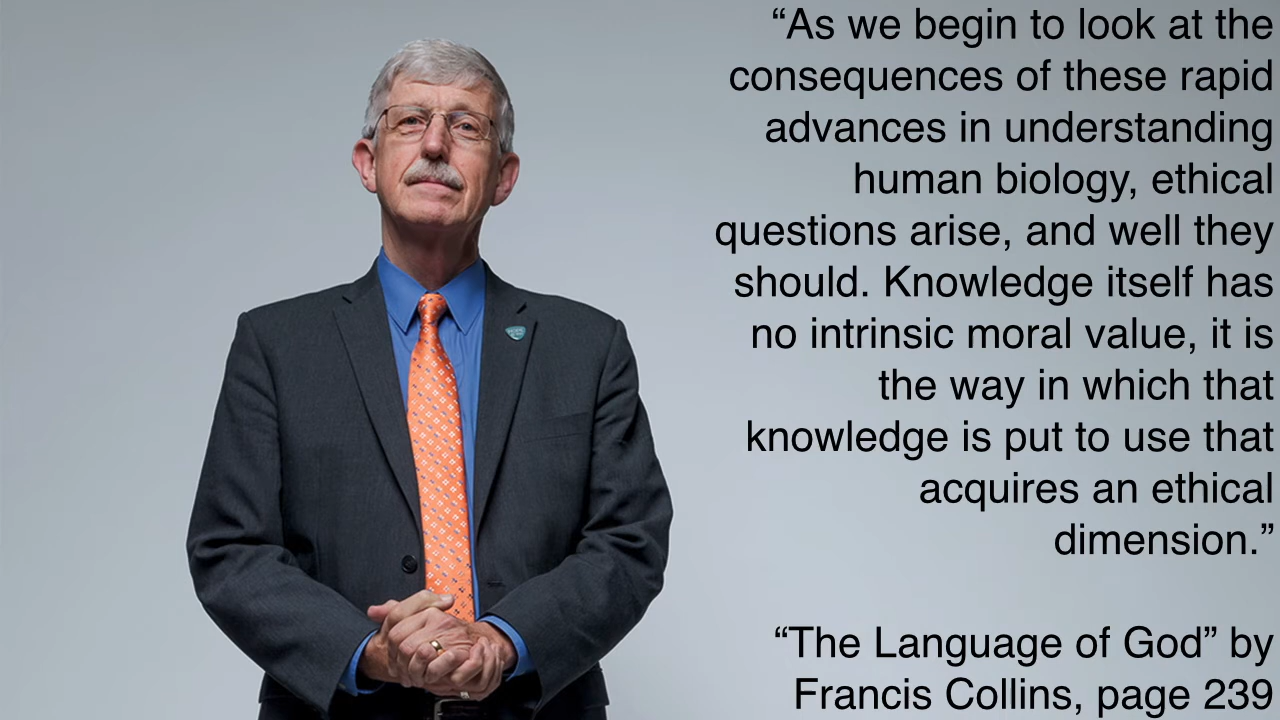 “As we begin to look at the
consequences of these rapid
advances in understanding
human biology, ethical
questions arise, and well they
should. Knowledge itself has
no intrinsic moral value, it is
the way in which that
knowledge is put to use that
acquires an ethical
dimension.”
“The Language of God” by
Francis Collins, page 239